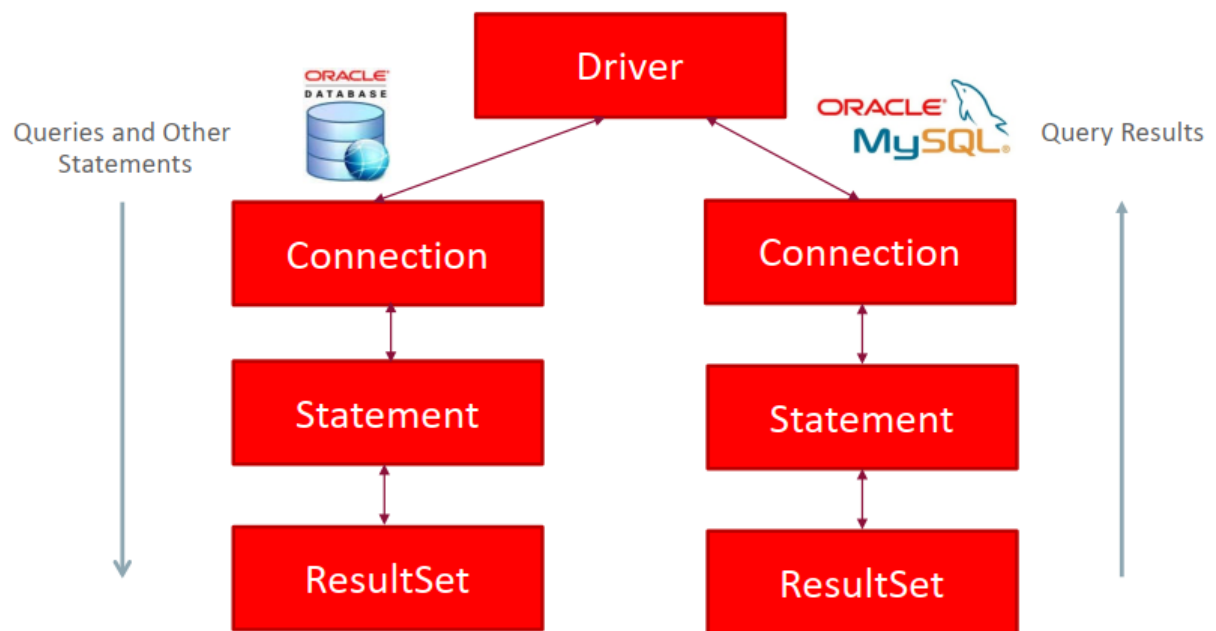 Driver
ORACLE
DATABASE
ORACLE
MySQL
Queries and Other
Statements
Query Results
Connection
Connection
Statement
Statement
ResultSet
ResultSet